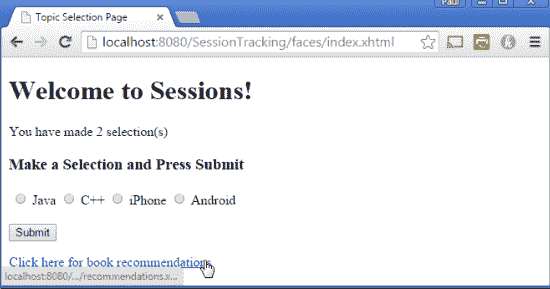 Paul
Topic Selection Page
localhost:8080/SessionTracking/faces/index.xhtml
Welcome to Sessions!
You have made 2 selection(s)
Make a Selection and Press Submit
Java C++ iPhone Android
Submit
Click here for book recommendations
localhost:8080/.../recommendations.x...